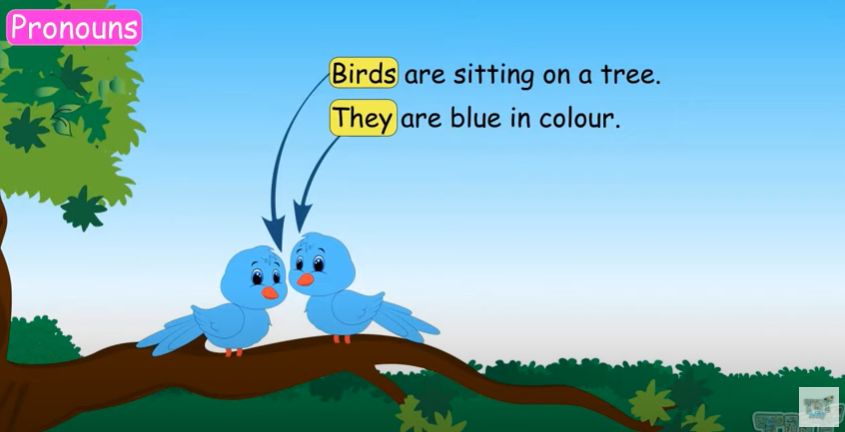 Pronouns
Birds are sitting on a tree.
They are blue in colour.